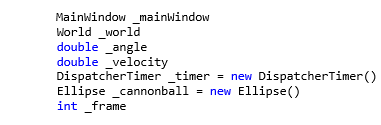 MainWindow _mainWindow
World _world
double _angle
double _velocity
DispatcherTimer _timer = new DispatcherTimer()
Ellipse _cannonball = new Ellipse()
int _frame